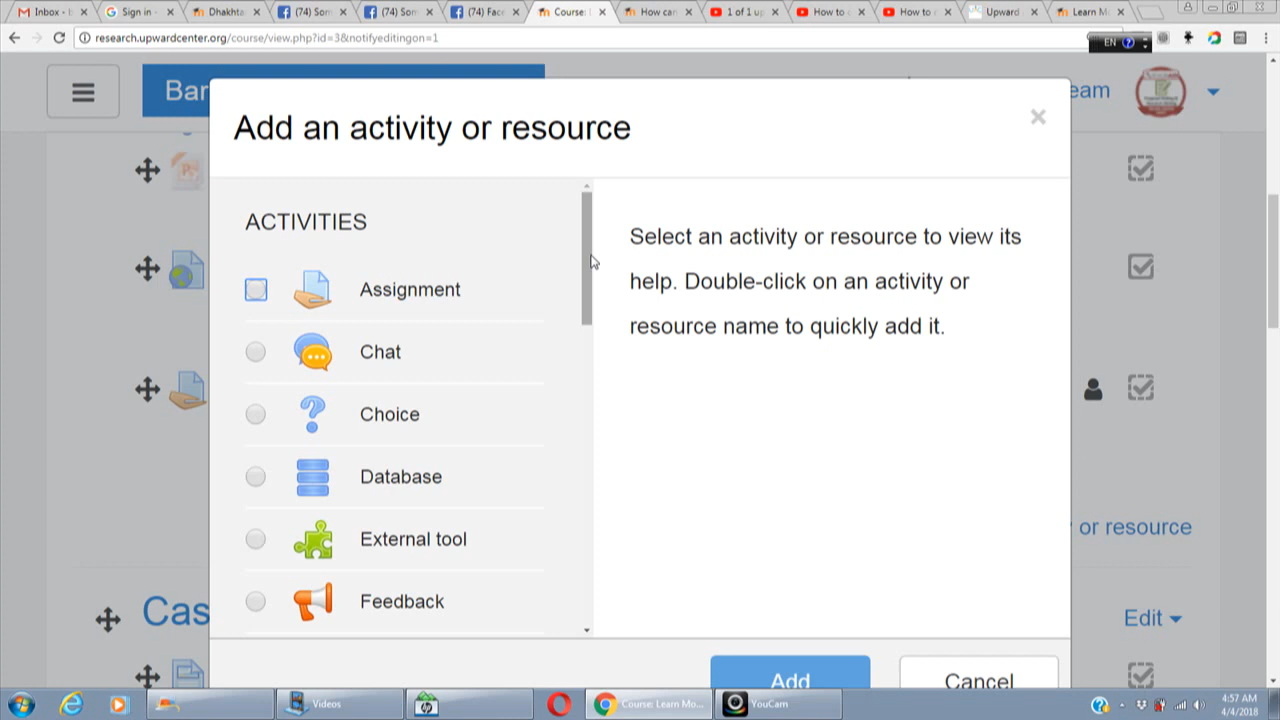 Inbox - b
Sign in -
Dhakhta
(74) Som
(74) Som
(74) Face
Course: L
How can
1 of 1 up
How to
How to
Upward
Learn M
research.upwardcenter.org/course/view.php?id=3&notifyeditingon=1
EN
Bar
eam
Add an activity or resource
×
ACTIVITIES
Assignment
Chat
Choice
Database
External tool
Feedback
Select an activity or resource to view its
help. Double-click on an activity or
resource name to quickly add it.
or resource
Cas
Edit
Add
Cancel
Videos
Course: Learn Mo...
YouCam
4:57 AM
4/4/2018